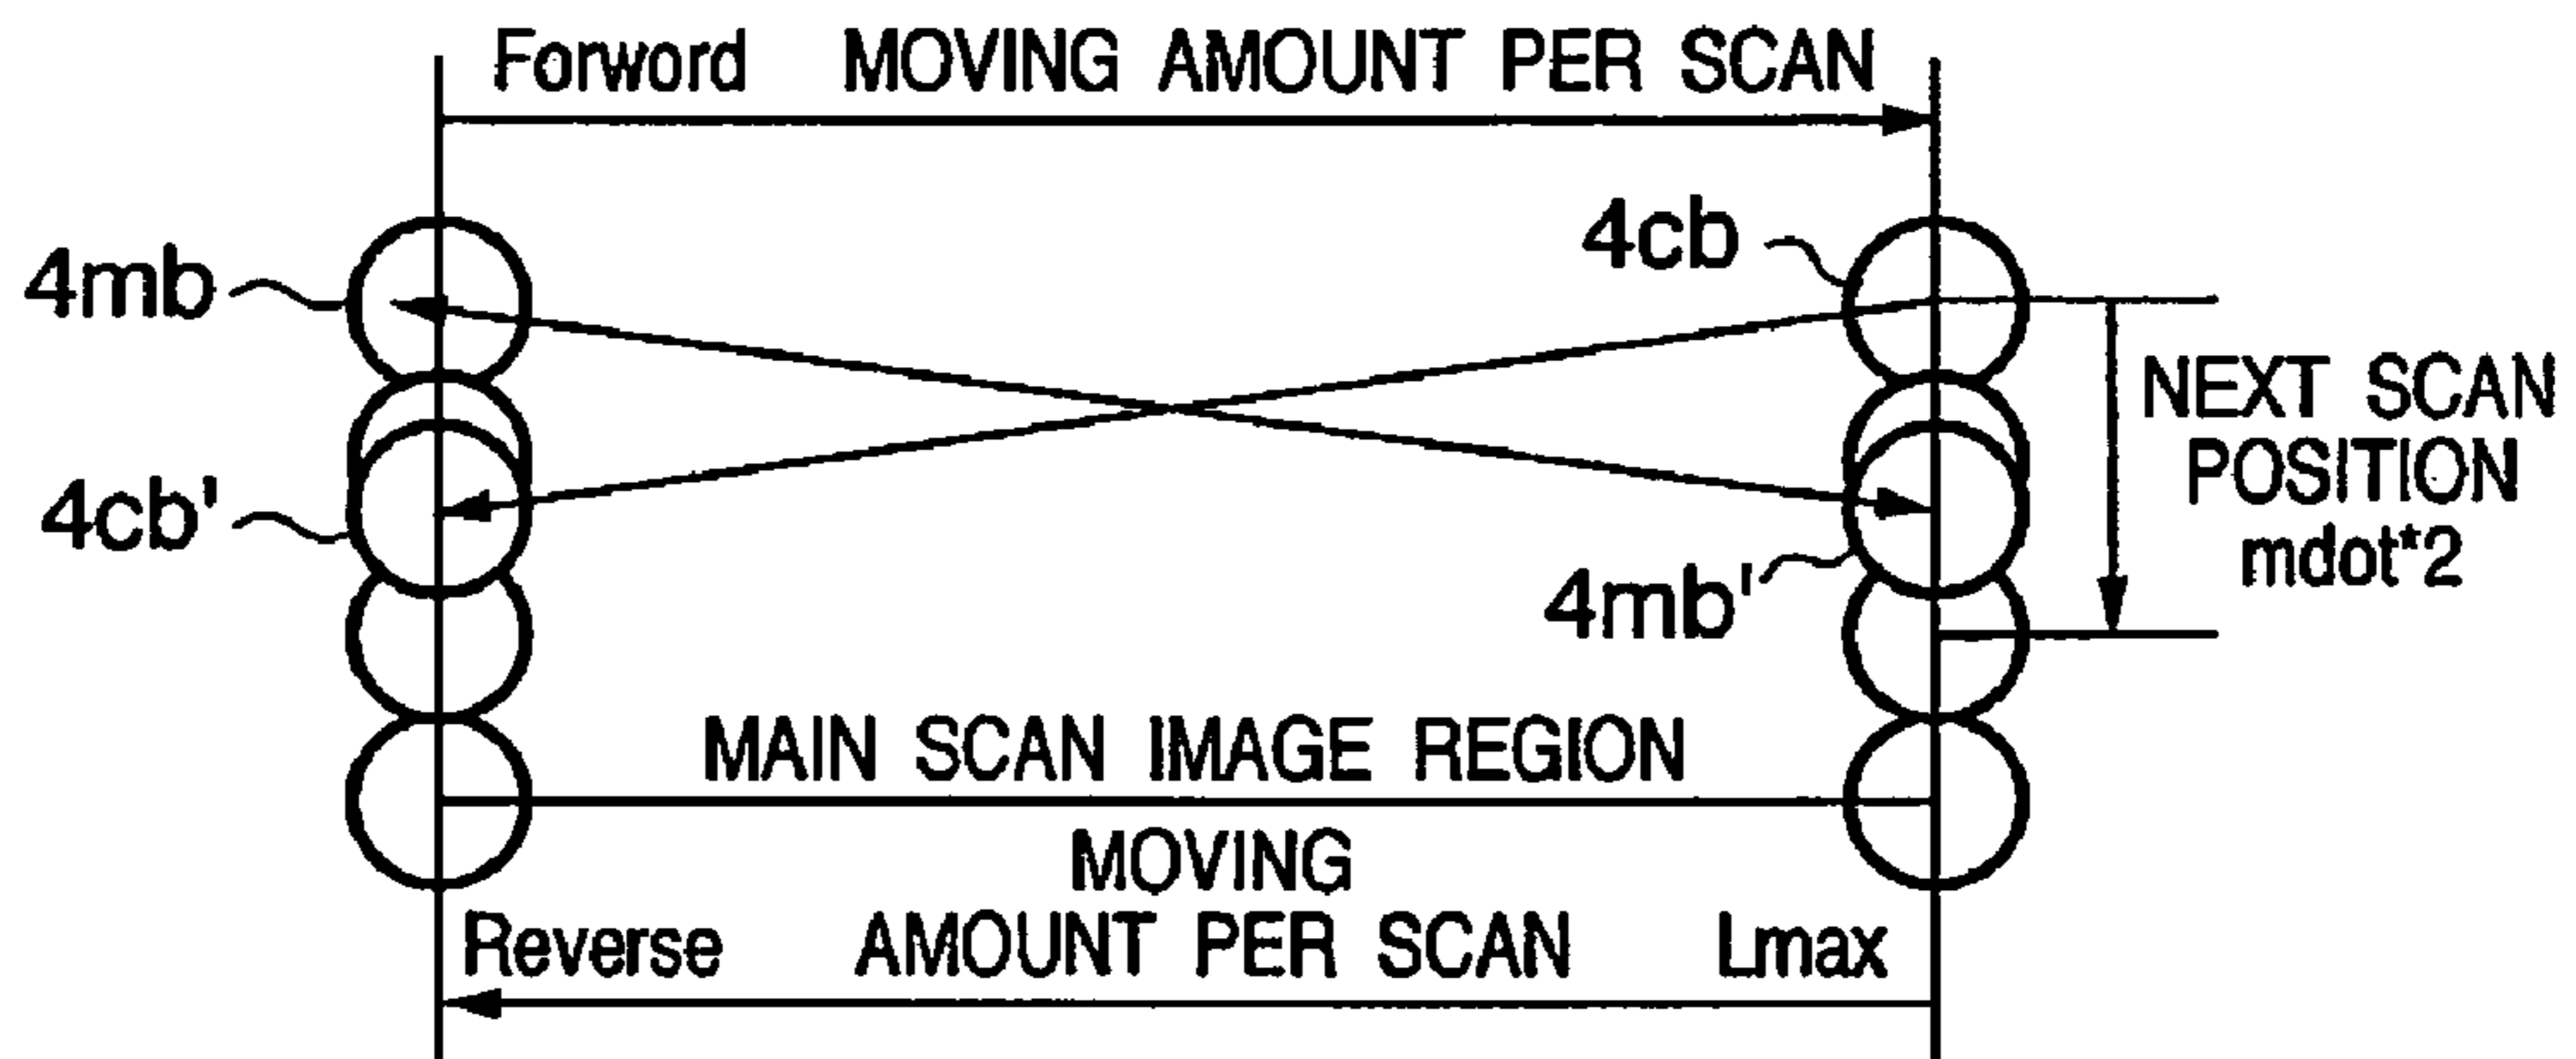 Forword MOVING AMOUNT PER SCAN
4mb
4cb
NEXT SCAN
POSITION
mdot*2
4cb'
4mb'
MAIN SCAN IMAGE REGION
MOVING
Reverse AMOUNT PER SCAN Lmax